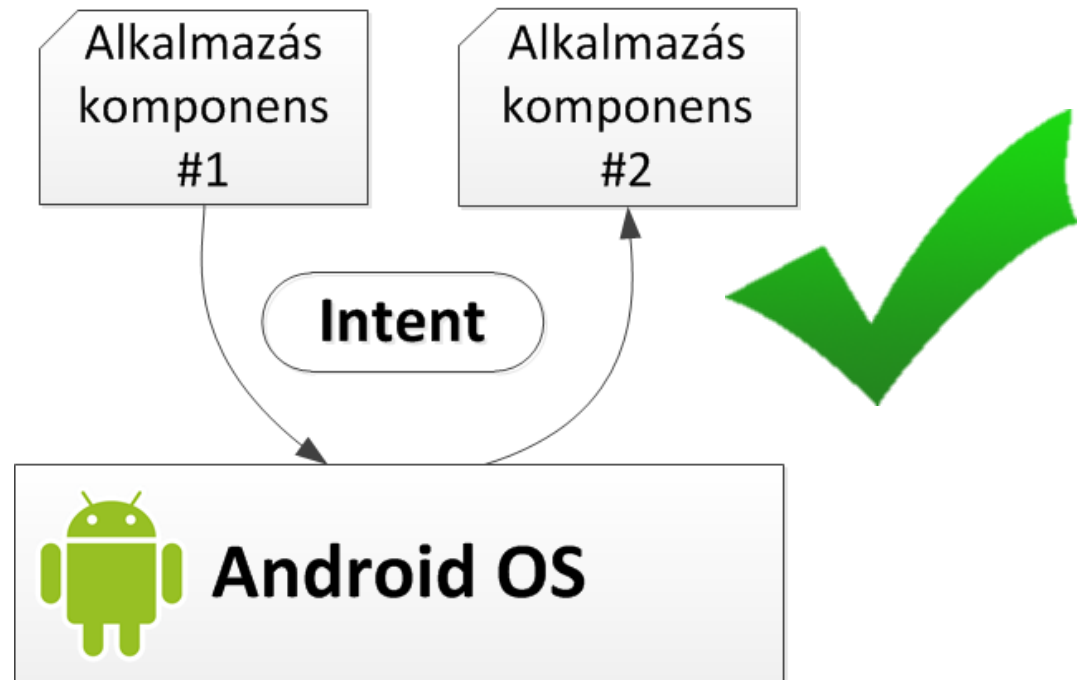 Alkalmazás
komponens
#1
Alkalmazás
komponens
#2
Intent
Android OS